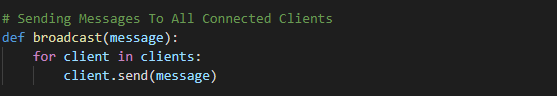 # Sending Messages To All Connected Clients
def broadcast(message):
    for client in clients:
        client.send(message)